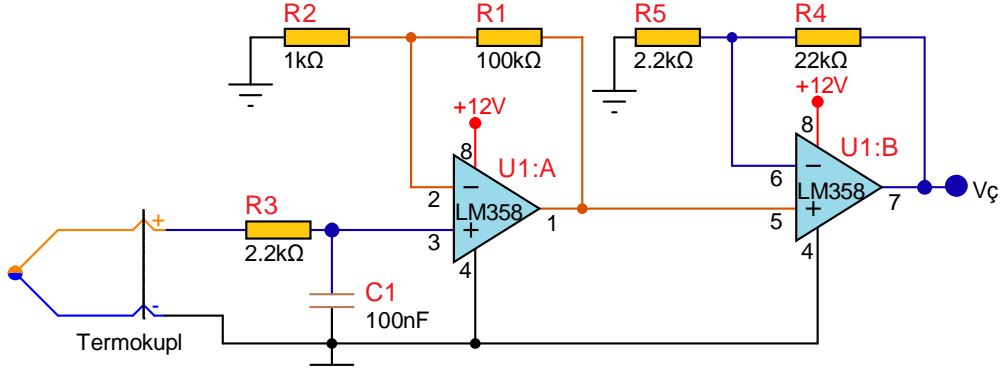 R2
R1
R5
R4
1kΩ
100kΩ
2.2kΩ
22kΩ
+12V
+12V
8
U1:A
8
U1:B
2
−
LM358
1
6
−
LM358
7
Vç
R3
3
+
5
+
+
2.2kΩ
4
4
C1
100nF
-
Termokupl